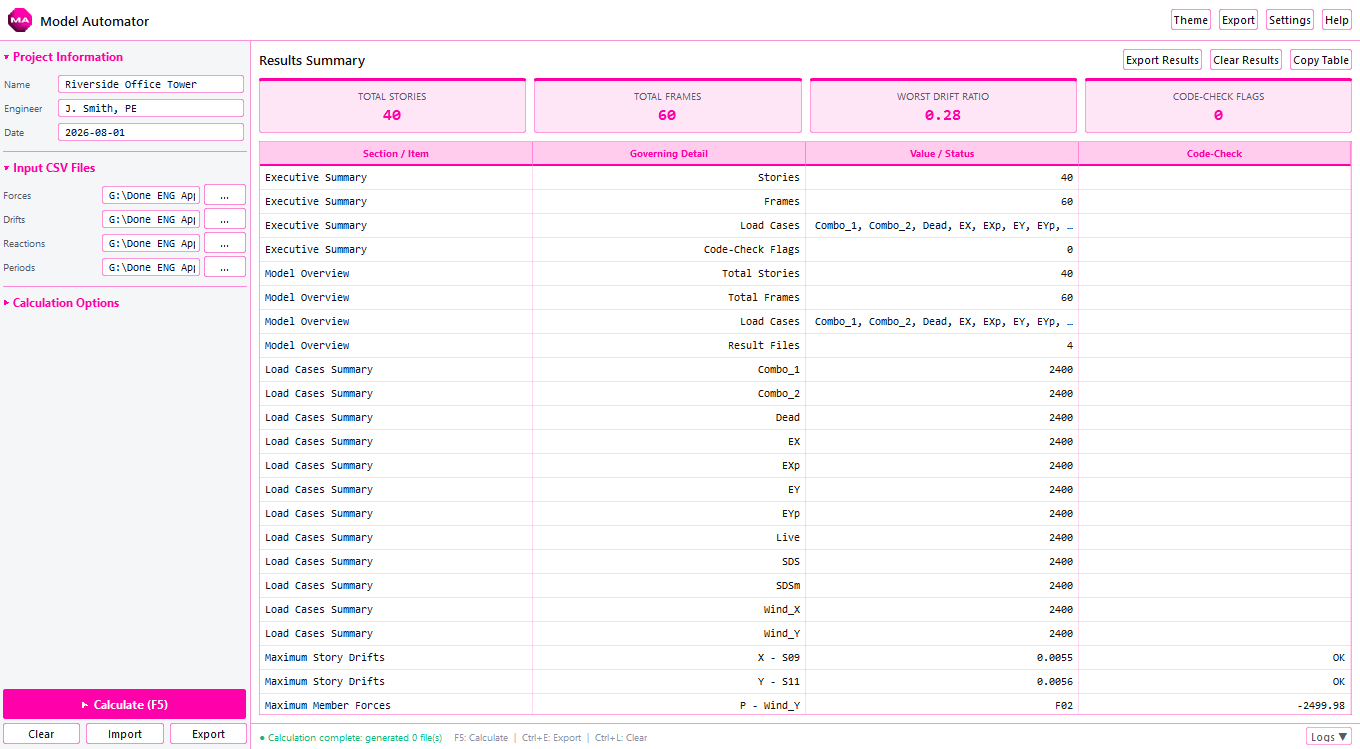 MA Model Automator Theme Export Settings Help
▾ Project Information
Name Riverside Office Tower
Engineer J. Smith, PE
Date 2026-08-01
▾ Input CSV Files
Forces G:\Done ENG Ap ...
Drifts G:\Done ENG Ap ...
Reactions G:\Done ENG Ap ...
Periods G:\Done ENG Ap ...
▸ Calculation Options
▸ Calculate (F5)
Clear Import Export
Results Summary Export Results Clear Results Copy Table
TOTAL STORIES TOTAL FRAMES WORST DRIFT RATIO CODE-CHECK FLAGS
40 60 0.28 0
Section / Item Governing Detail Value / Status Code-Check
Executive Summary Stories 40
Executive Summary Frames 60
Executive Summary Load Cases Combo_1, Combo_2, Dead, EX, EXp, EY, EYp, …
Executive Summary Code-Check Flags 0
Model Overview Total Stories 40
Model Overview Total Frames 60
Model Overview Load Cases Combo_1, Combo_2, Dead, EX, EXp, EY, EYp, …
Model Overview Result Files 4
Load Cases Summary Combo_1 2400
Load Cases Summary Combo_2 2400
Load Cases Summary Dead 2400
Load Cases Summary EX 2400
Load Cases Summary EXp 2400
Load Cases Summary EY 2400
Load Cases Summary EYp 2400
Load Cases Summary Live 2400
Load Cases Summary SDS 2400
Load Cases Summary SDSm 2400
Load Cases Summary Wind_X 2400
Load Cases Summary Wind_Y 2400
Maximum Story Drifts X - S09 0.0055 OK
Maximum Story Drifts Y - S11 0.0056 OK
Maximum Member Forces P - Wind_Y F02 -2499.98
● Calculation complete: generated 0 file(s) F5: Calculate | Ctrl+E: Export | Ctrl+L: Clear Logs ▼